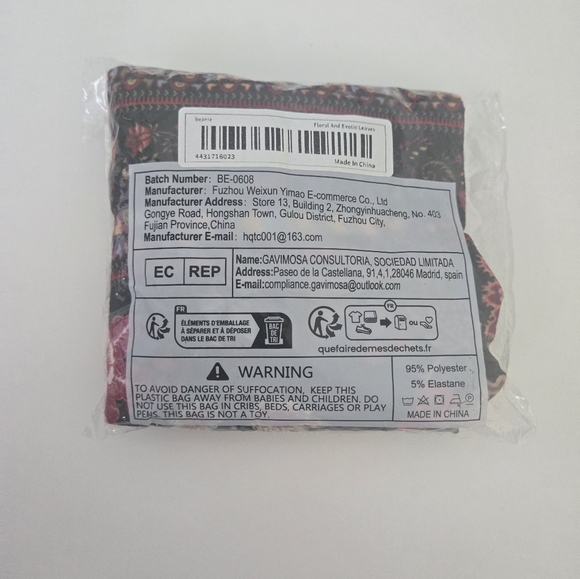 Beanie
Floral And Exotic Leaves
4431716023
Made In China
Batch Number: BE-0608
Manufacturer: Fuzhou Weixun Yimao E-commerce Co., Ltd
Manufacturer Address: Store 13, Building 2, Zhongyinhuacheng, No. 403
Gongye Road, Hongshan Town, Gulou District, Fuzhou City,
Fujian Province,China
Manufacturer E-mail: hqtc001@163.com
EC REP
Name:GAVIMOSA CONSULTORIA, SOCIEDAD LIMITADA
Address:Paseo de la Castellana, 91,4,1,28046 Madrid, spain
E-mail:compliance.gavimosa@outlook.com
FR
ÉLÉMENTS D'EMBALLAGE
À SÉPARER ET À DÉPOSER
DANS LE BAC DE TRI
BAC
DE
TRI
FR
ou
quefairedemesdechets.fr
WARNING
TO AVOID DANGER OF SUFFOCATION, KEEP THIS
PLASTIC BAG AWAY FROM BABIES AND CHILDREN. DO
NOT USE THIS BAG IN CRIBS, BEDS, CARRIAGES OR PLAY
PENS. THIS BAG IS NOT A TOY.
95% Polyester
5% Elastane
MADE IN CHINA